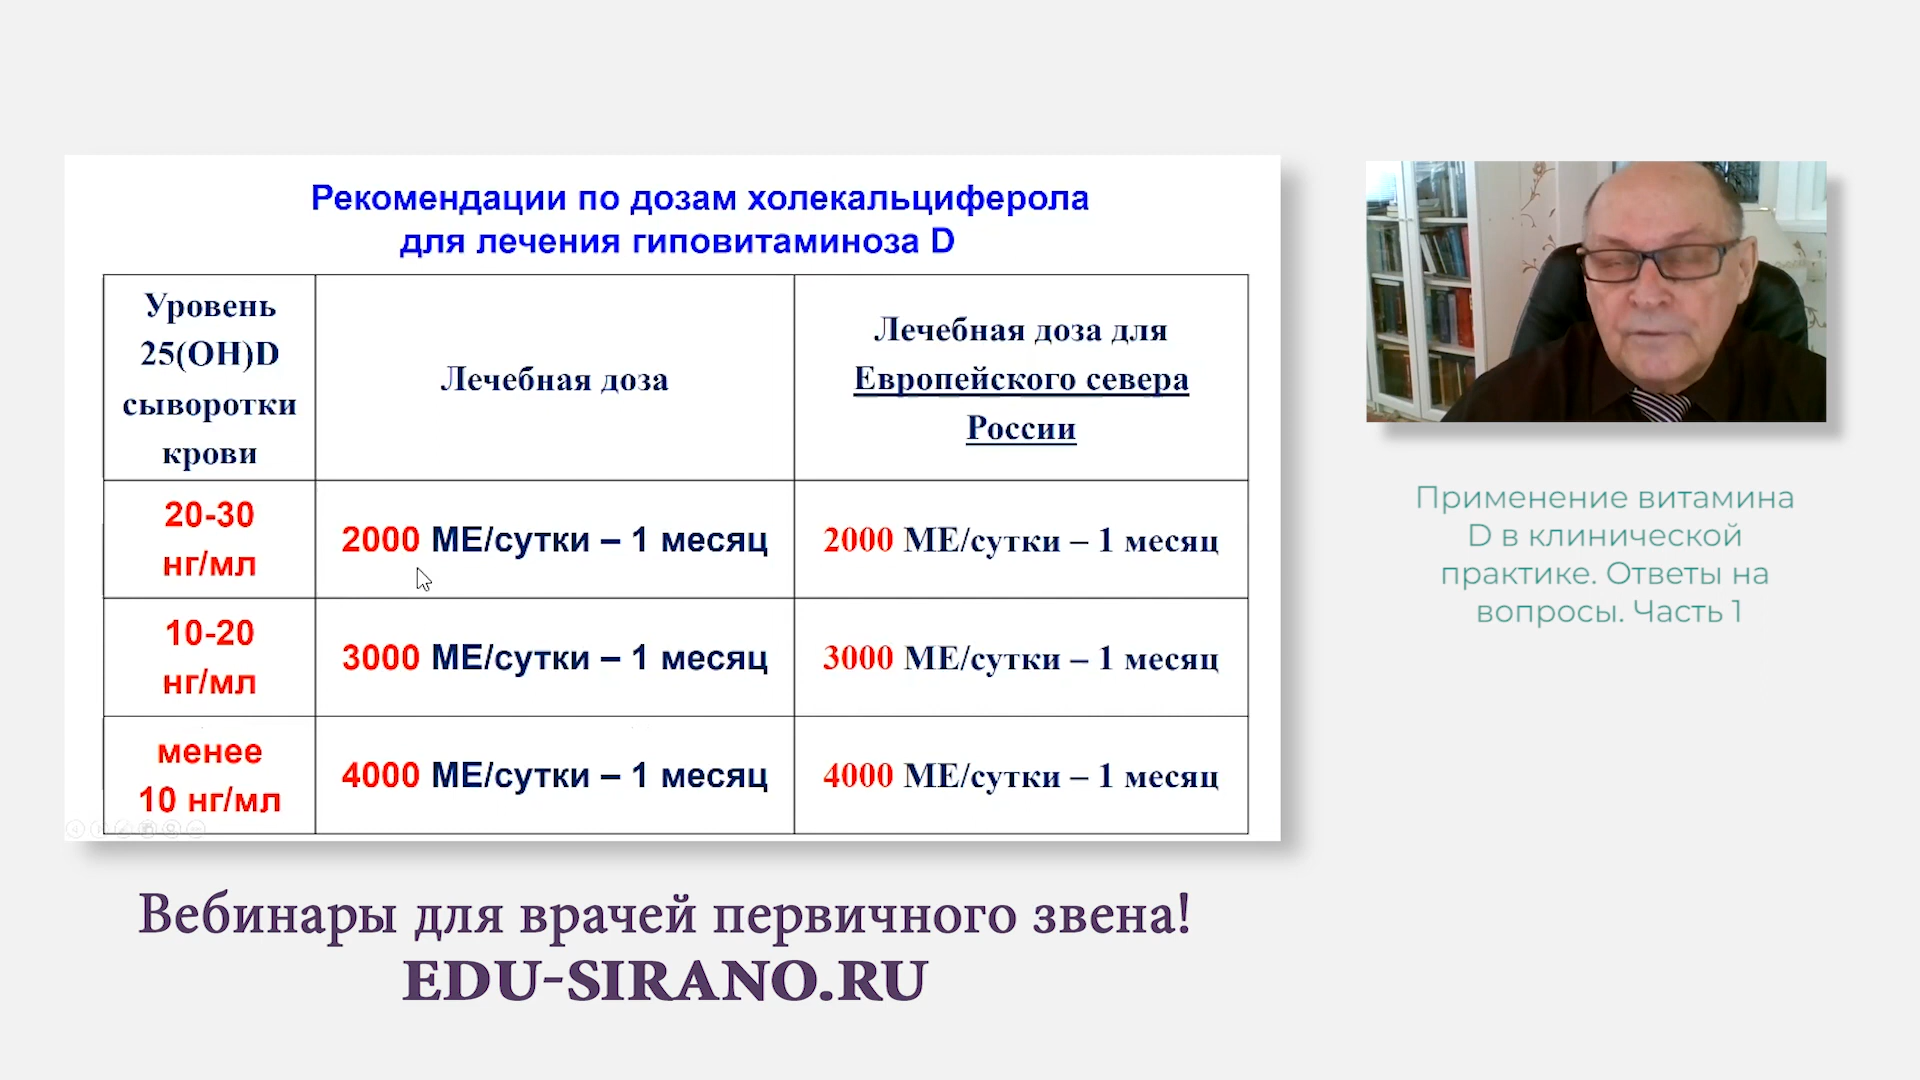 Рекомендации по дозам холекальциферола
для лечения гиповитаминоза D
Уровень
25(ОН)D
сыворотки
крови
Лечебная доза
Лечебная доза для
Европейского севера
России
20-30
нг/мл
2000 МЕ/сутки – 1 месяц
2000 МЕ/сутки – 1 месяц
10-20
нг/мл
3000 МЕ/сутки – 1 месяц
3000 МЕ/сутки – 1 месяц
менее
10 нг/мл
4000 МЕ/сутки – 1 месяц
4000 МЕ/сутки – 1 месяц
Применение витамина
D в клинической
практике. Ответы на
вопросы. Часть 1
Вебинары для врачей первичного звена!
EDU-SIRANO.RU